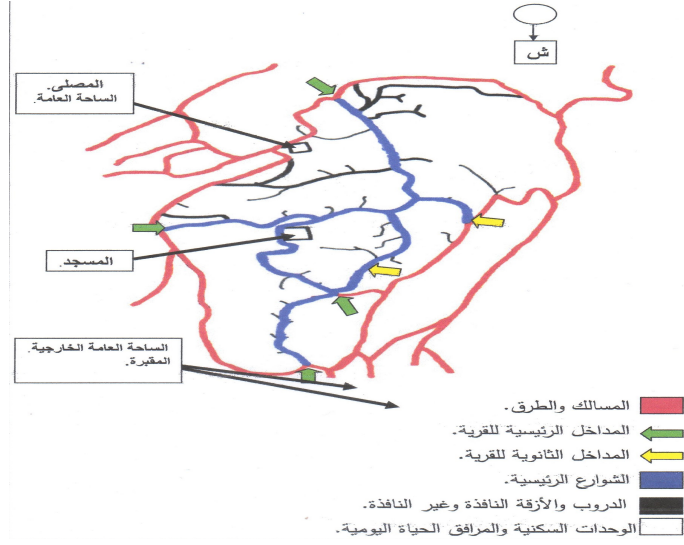 ش
المصلى.
الساحة العامة.
المسجد.
الساحة العامة الخارجية.
المقبرة.
المسالك والطرق.
المداخل الرئيسية للقرية.
المداخل الثانوية للقرية.
الشوارع الرئيسية.
الدروب والأزقة النافذة وغير النافذة.
الوحدات السكنية والمرافق الحياة اليومية.